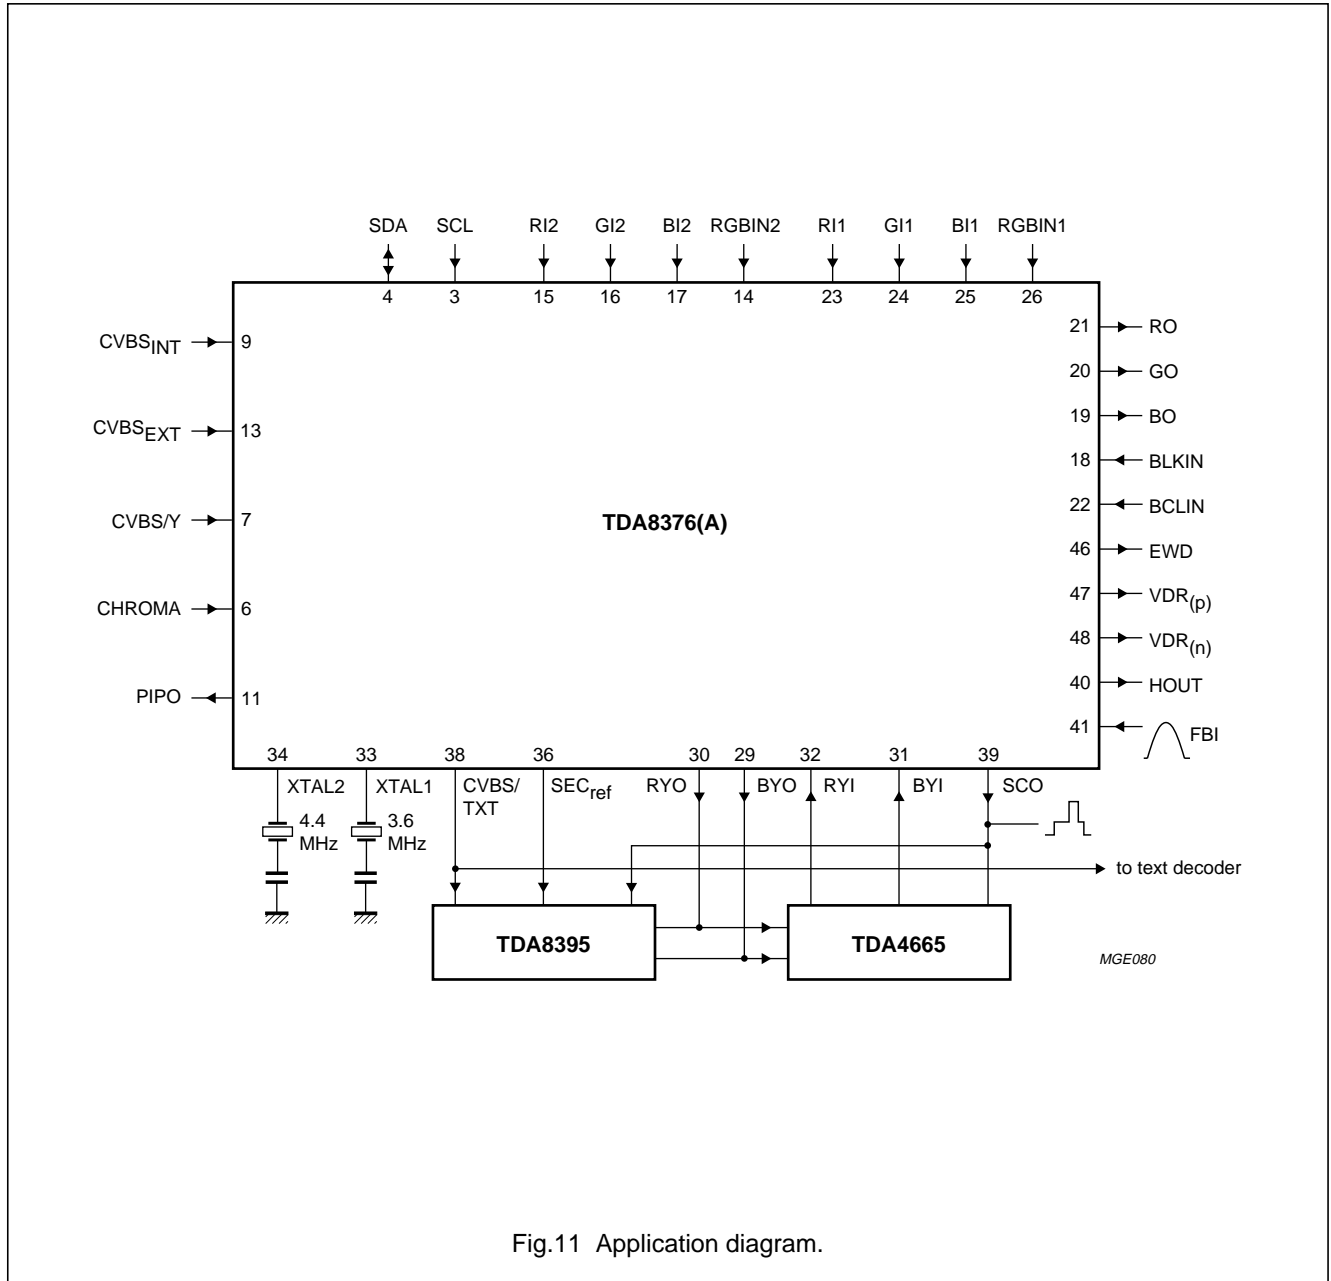 SDA SCL RI2 GI2 BI2 RGBIN2 RI1 GI1 BI1 RGBIN1
4 3 15 16 17 14 23 24 25 26
21 RO
CVBSINT 9
20 GO
19 BO
CVBSEXT 13
18 BLKIN
22 BCLIN
CVBS/Y 7
TDA8376(A)
46 EWD
47 VDR(p)
CHROMA 6
48 VDR(n)
40 HOUT
PIPO 11
41 FBI
34 33 38 36 30 29 32 31 39
XTAL2 XTAL1 CVBS/ SECref RYO BYO RYI BYI SCO
TXT
4.4 3.6
MHz MHz
to text decoder
TDA8395 TDA4665
MGE080
Fig.11 Application diagram.